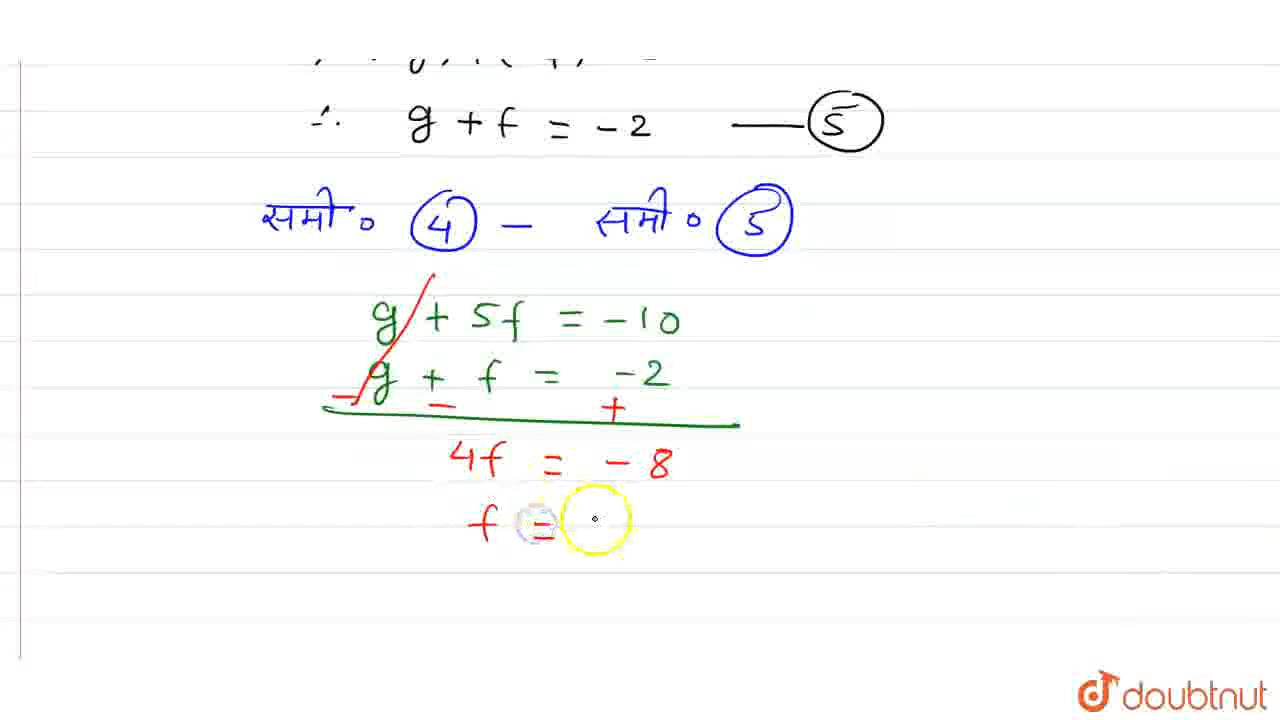 ∴ g + f = -2 — 5
समी० 4 - समी० 5
g + 5f = -10
g + f = -2
- - +
4f = -8
f =
doubtnut